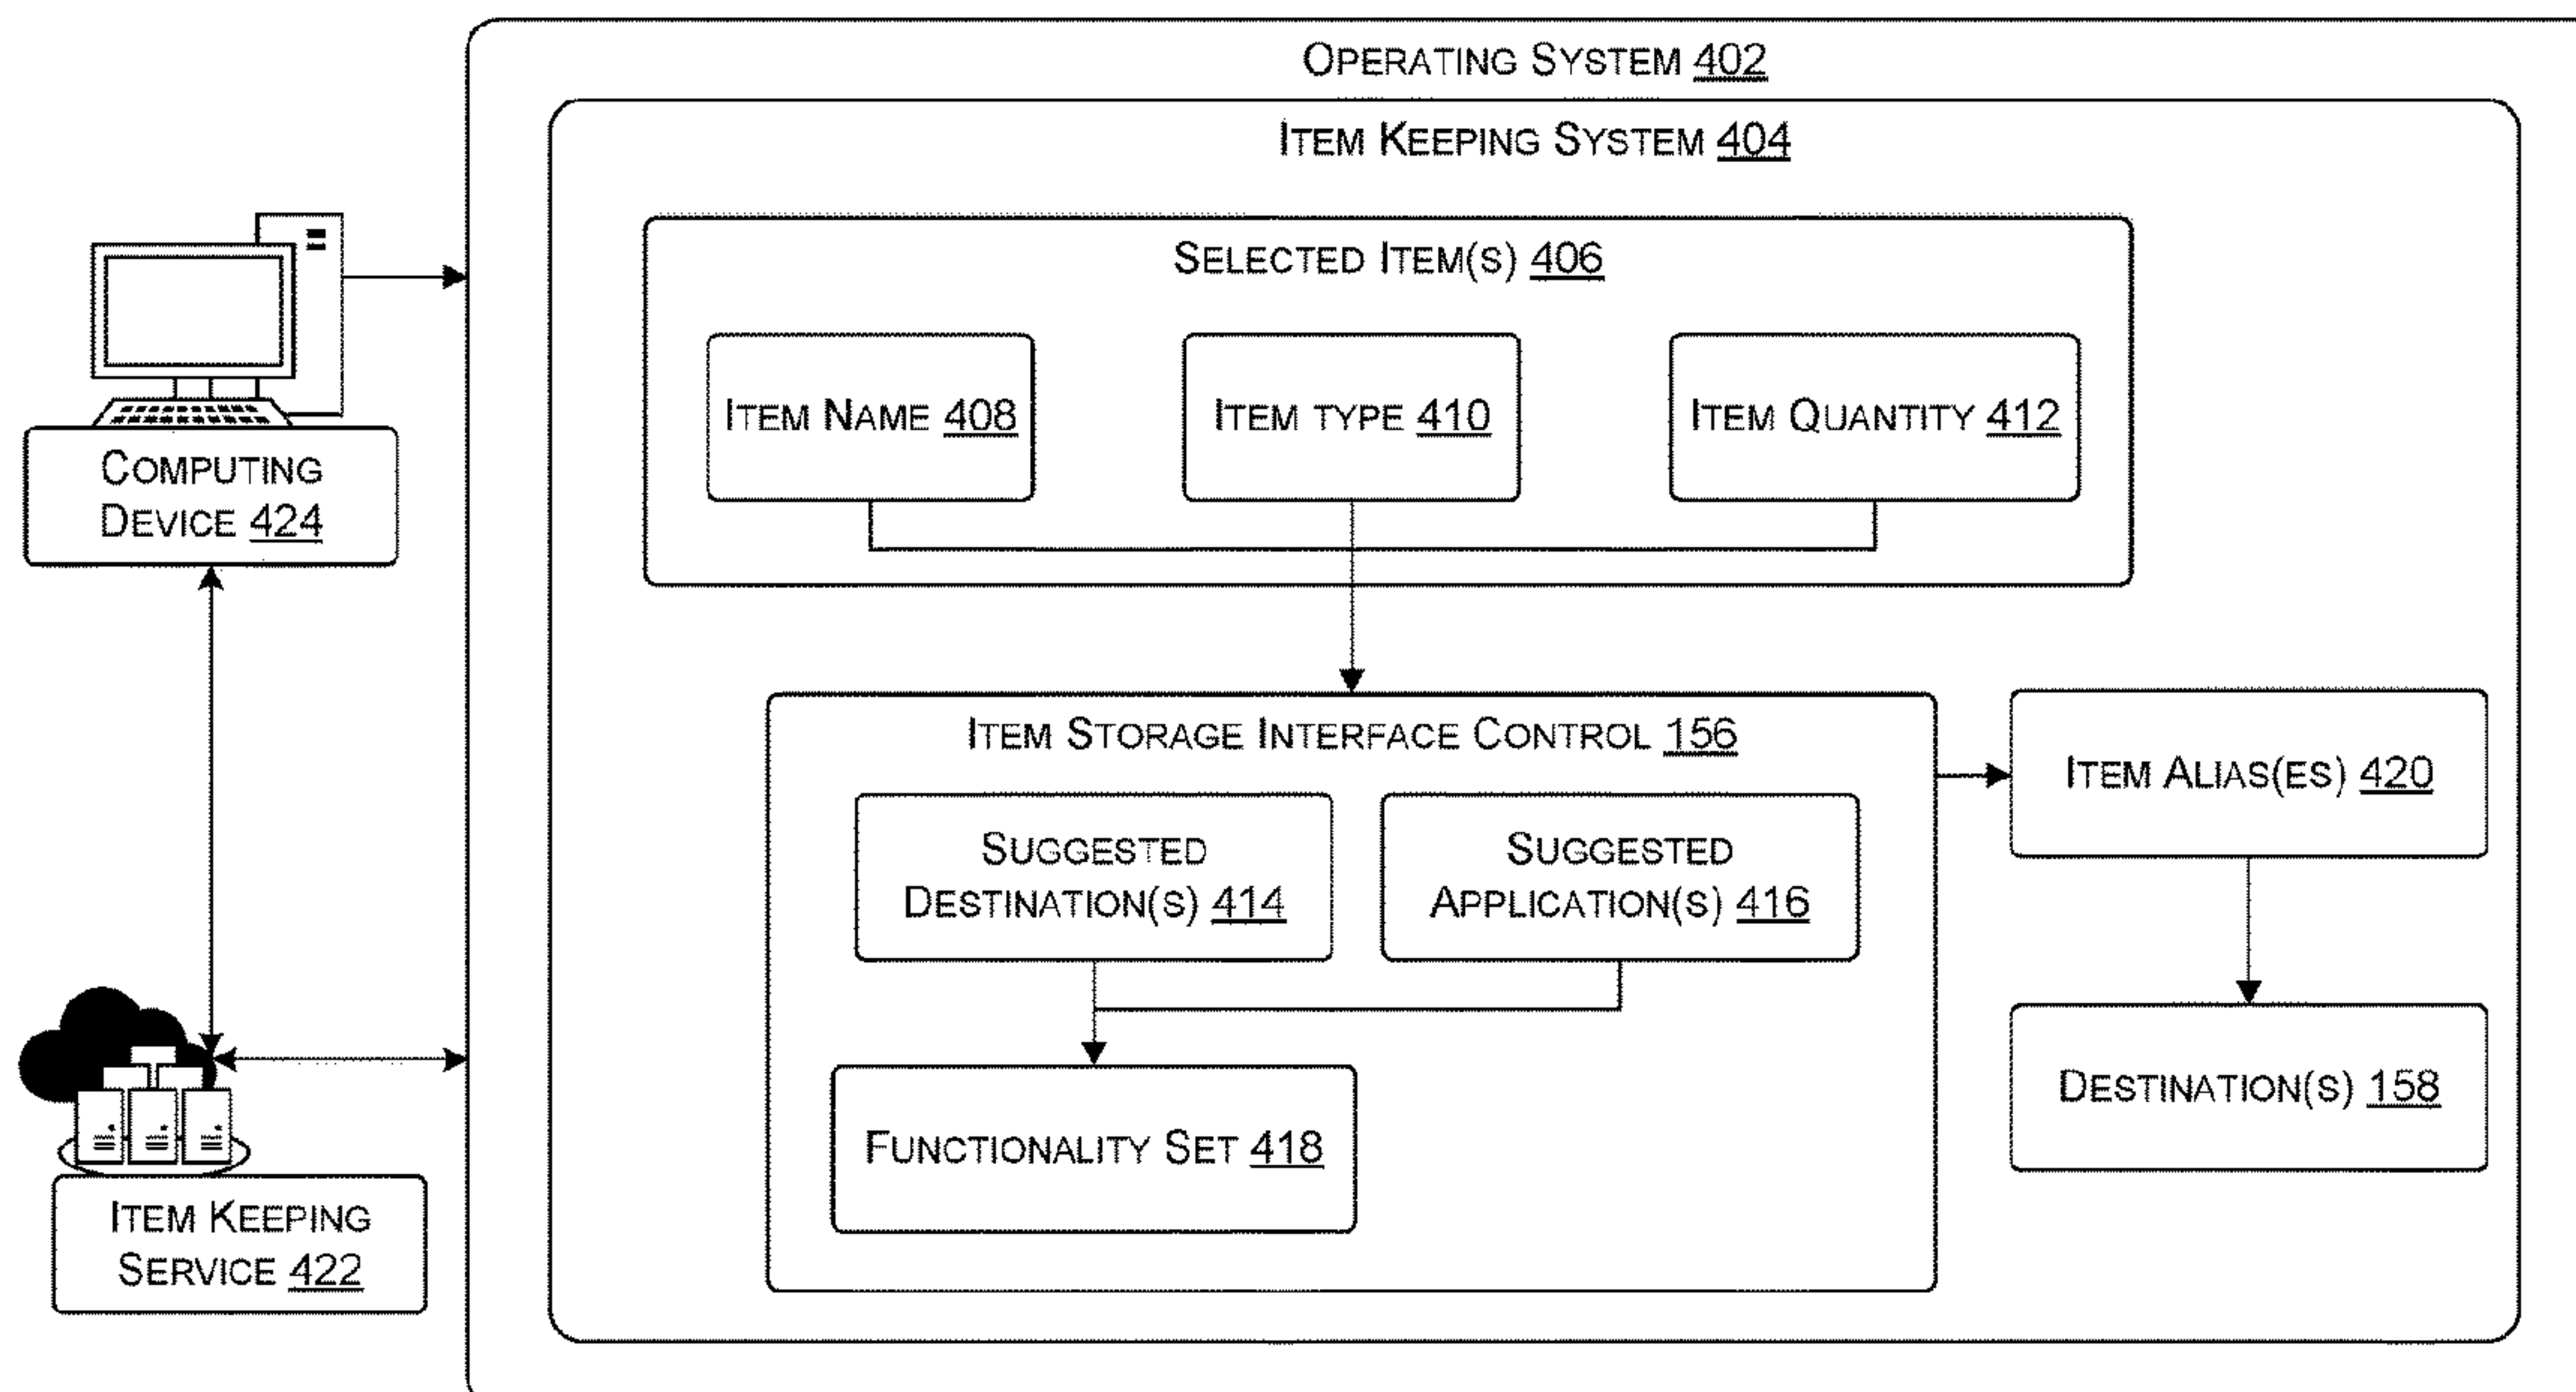 OPERATING SYSTEM 402
ITEM KEEPING SYSTEM 404
SELECTED ITEM(S) 406
ITEM NAME 408
ITEM TYPE 410
ITEM QUANTITY 412
COMPUTING
DEVICE 424
ITEM STORAGE INTERFACE CONTROL 156
SUGGESTED
DESTINATION(S) 414
SUGGESTED
APPLICATION(S) 416
ITEM ALIAS(ES) 420
FUNCTIONALITY SET 418
DESTINATION(S) 158
ITEM KEEPING
SERVICE 422